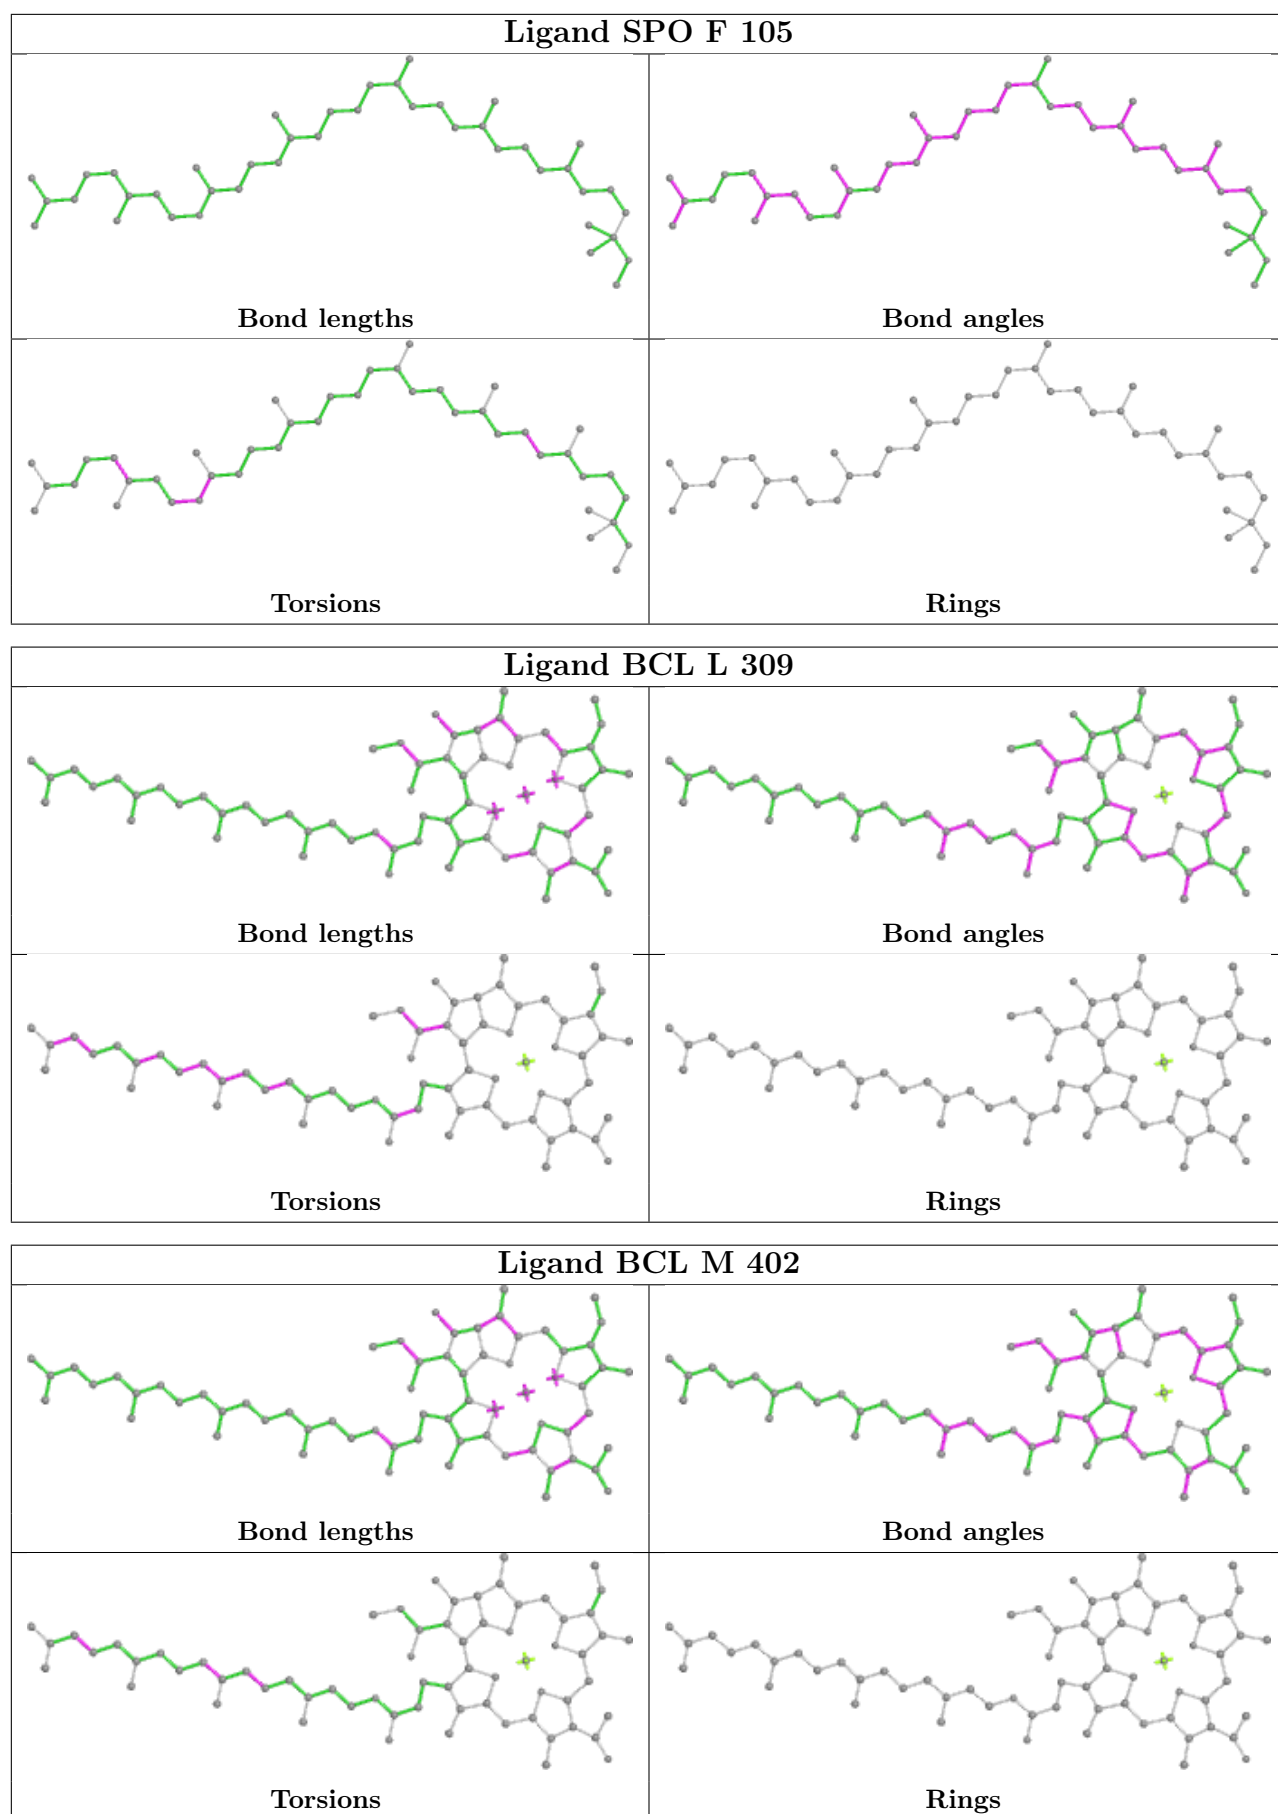 Ligand SPO F 105
Bond lengths
Bond angles
Torsions
Rings
Ligand BCL L 309
Bond lengths
Bond angles
Torsions
Rings
Ligand BCL M 402
Bond lengths
Bond angles
Torsions
Rings